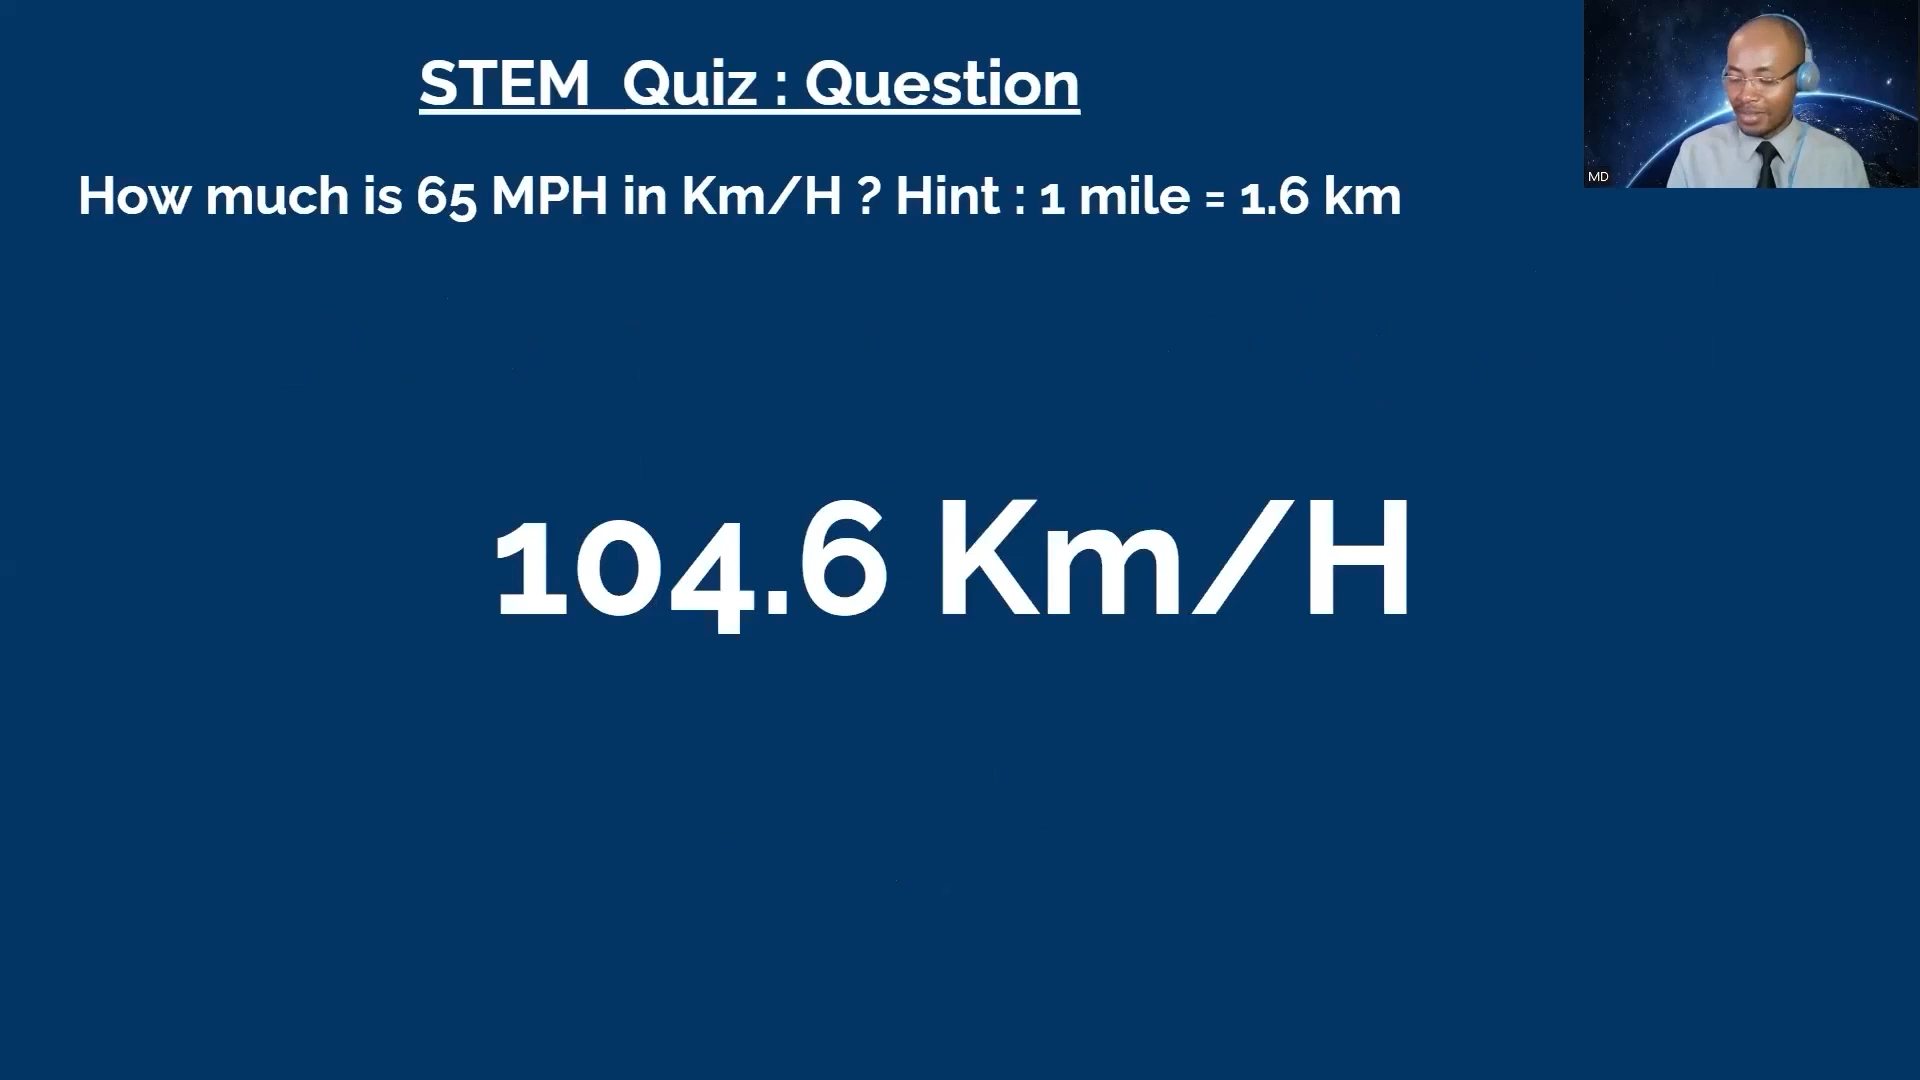 STEM  Quiz : Question
How much is 65 MPH in Km/H ? Hint : 1 mile = 1.6 km
104.6 Km/H
MD